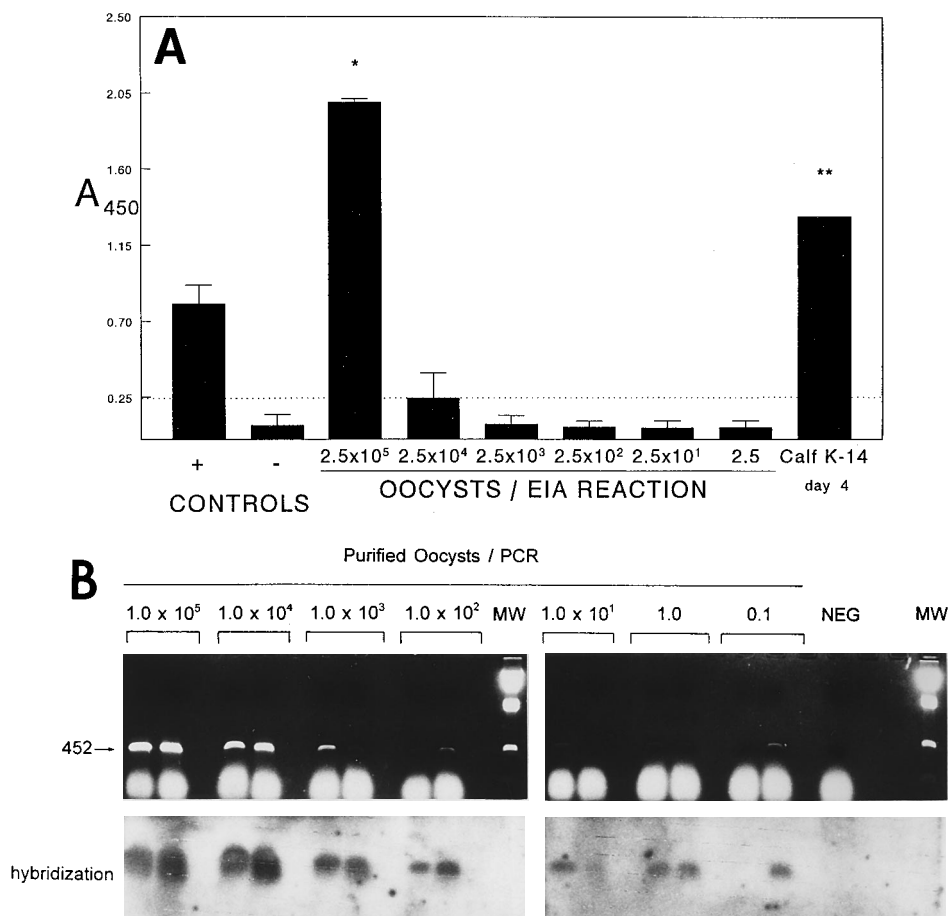 A
2.50
2.05
1.60
1.15
0.70
0.25
A450
*
**
+ - 2.5x10⁵ 2.5x10⁴ 2.5x10³ 2.5x10² 2.5x10¹ 2.5 Calf K-14
day 4
CONTROLS OOCYSTS / EIA REACTION
B
Purified Oocysts / PCR
1.0 x 10⁵ 1.0 x 10⁴ 1.0 x 10³ 1.0 x 10² MW 1.0 x 10¹ 1.0 0.1 NEG MW
452→
hybridization